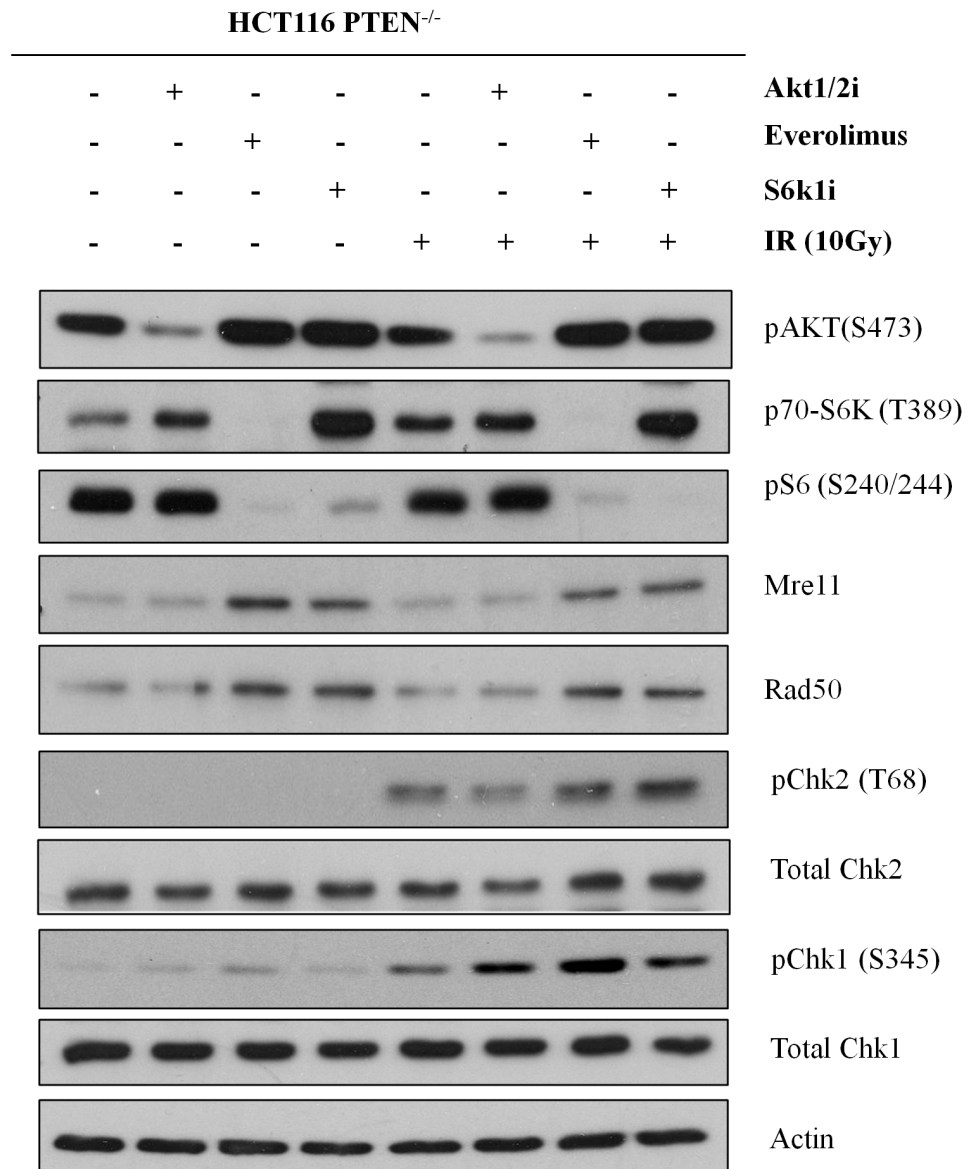 HCT116 PTEN-/-
- + - - - + - - Akt1/2i
- - + - - - + - Everolimus
- - - + - - - + S6k1i
- - - - + + + + IR (10Gy)
pAKT(S473)
p70-S6K (T389)
pS6 (S240/244)
Mre11
Rad50
pChk2 (T68)
Total Chk2
pChk1 (S345)
Total Chk1
Actin